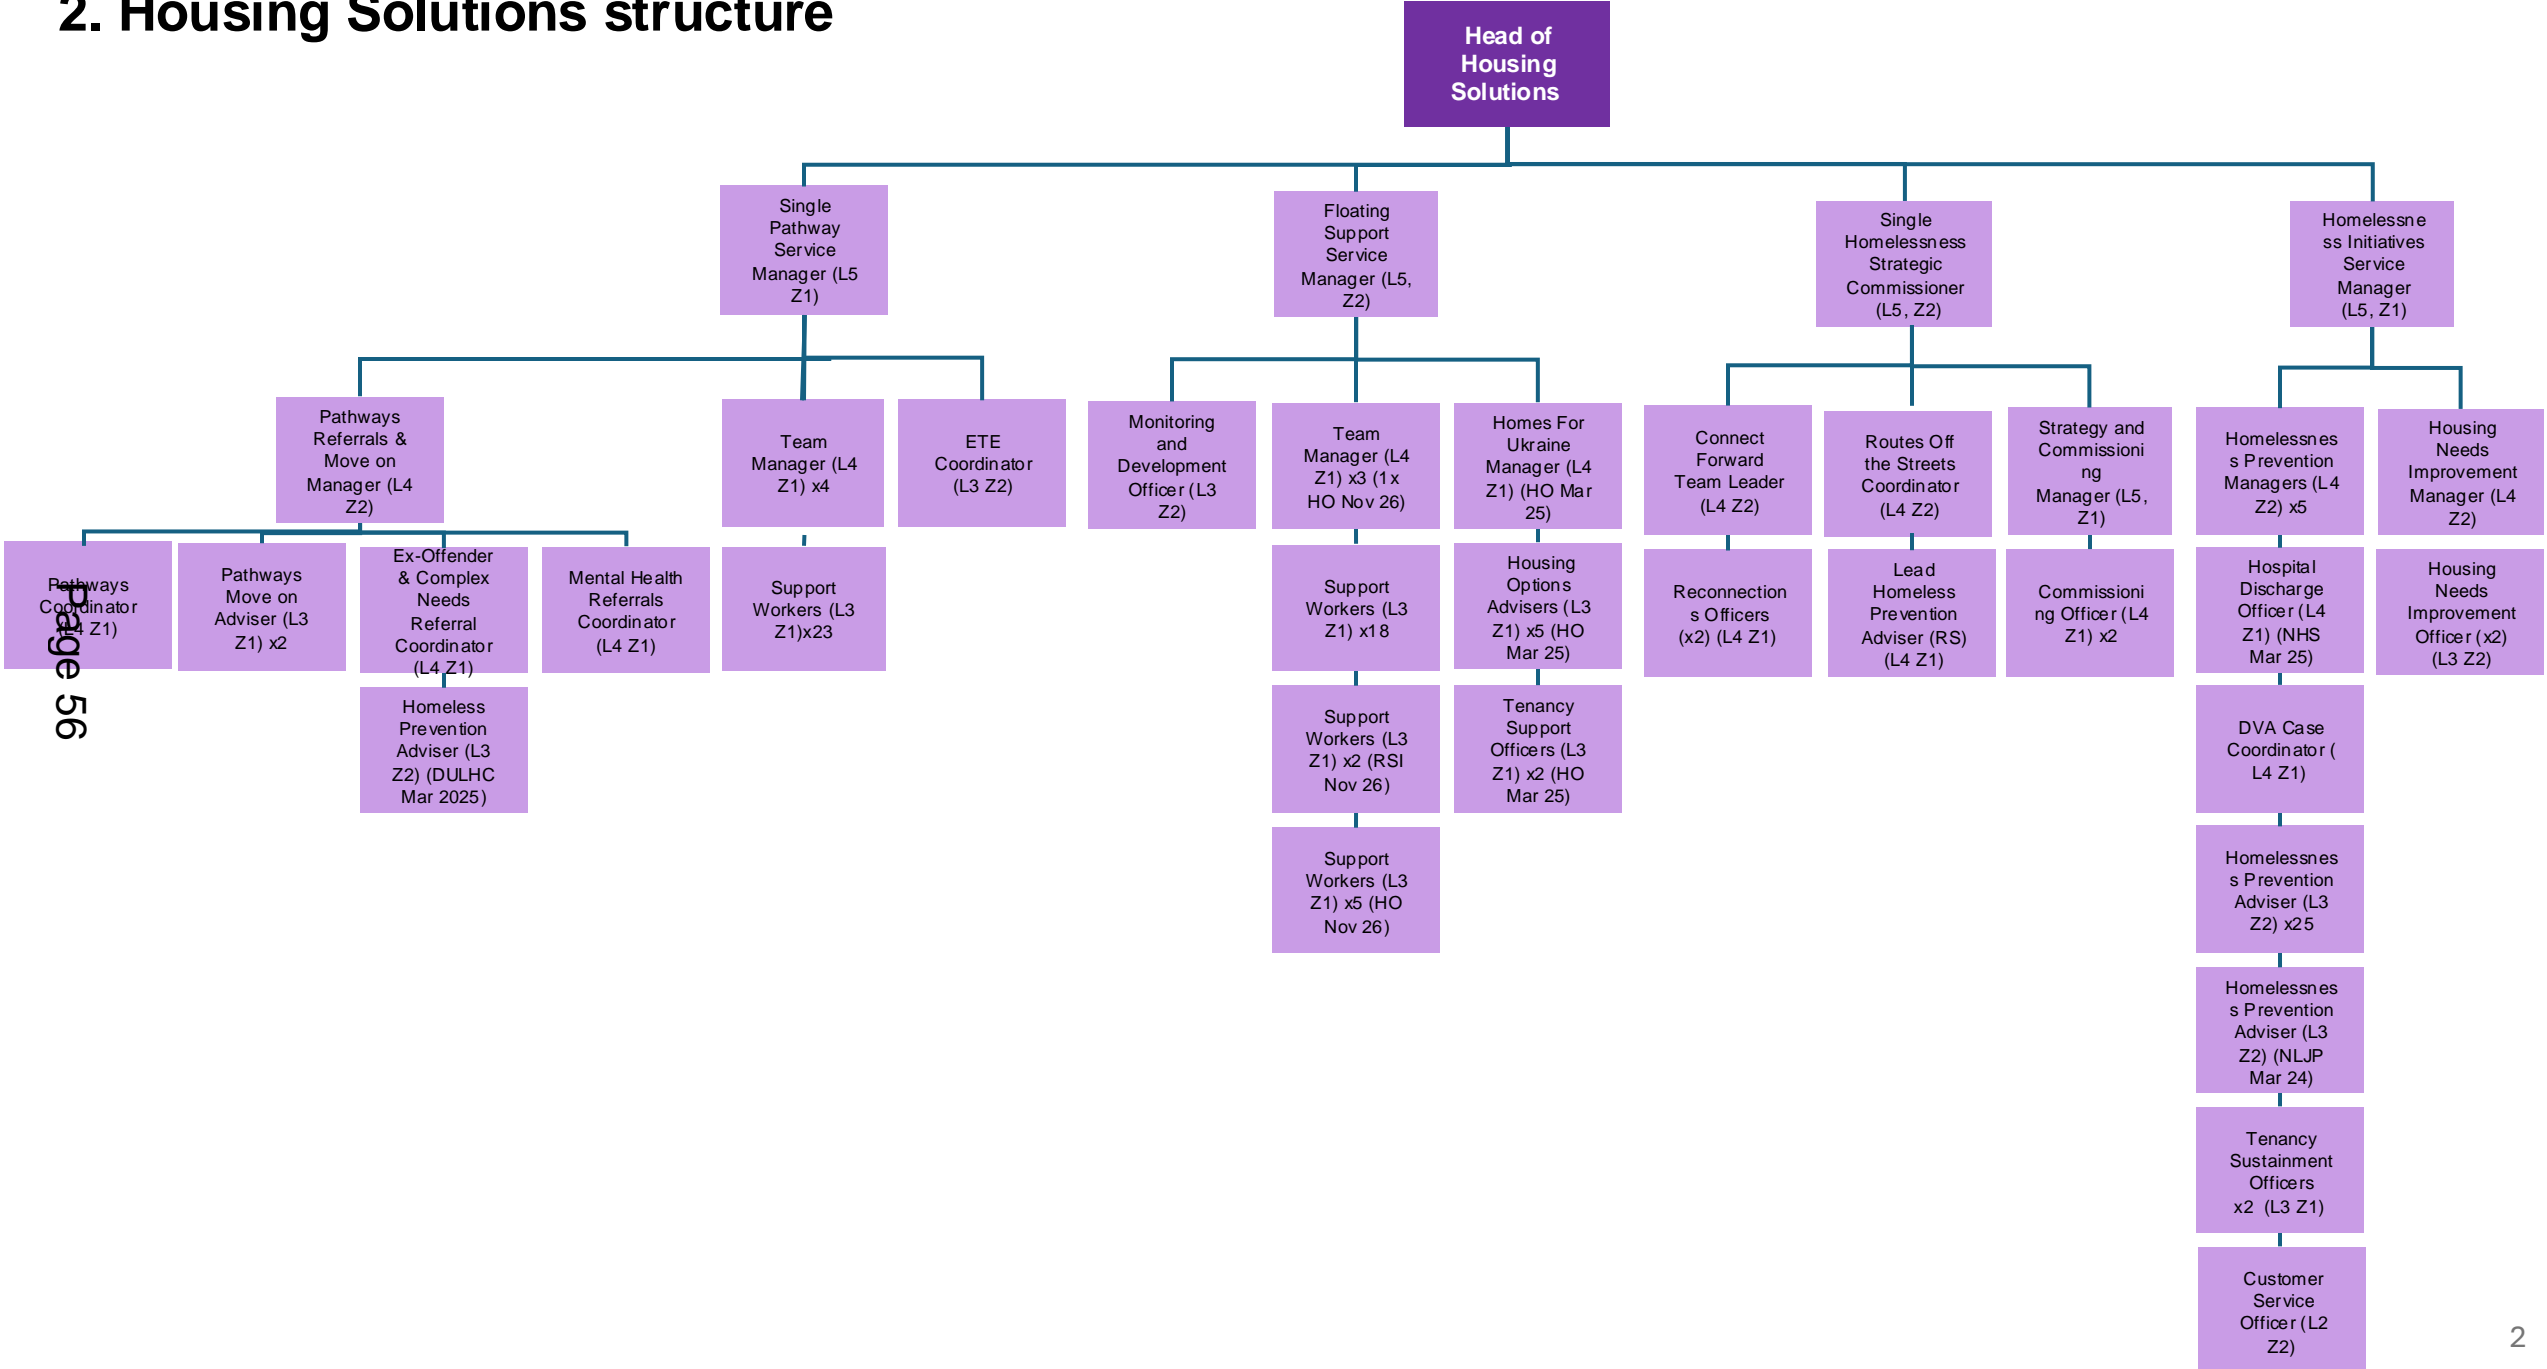 2. Housing Solutions structure
Head of
Housing
Solutions
Single
Pathway
Service
Manager (L5
Z1)
Floating
Support
Service
Manager (L5,
Z2)
Single
Homelessness
Strategic
Commissioner
(L5, Z2)
Homelessne
ss Initiatives
Service
Manager
(L5, Z1)
Pathways
Referrals &
Move on
Manager (L4
Z2)
Team
Manager (L4
Z1) x4
ETE
Coordinator
(L3 Z2)
Monitoring
and
Development
Officer (L3
Z2)
Team
Manager (L4
Z1) x3 (1x
HO Nov 26)
Homes For
Ukraine
Manager (L4
Z1) (HO Mar
25)
Connect
Forward
Team Leader
(L4 Z2)
Routes Off
the Streets
Coordinator
(L4 Z2)
Strategy and
Commissioni
ng
Manager (L5,
Z1)
Homelessnes
s Prevention
Managers (L4
Z2) x5
Housing
Needs
Improvement
Manager (L4
Z2)
Pathways
Coordinator
(L4 Z1)
Pathways
Move on
Adviser (L3
Z1) x2
Ex-Offender
& Complex
Needs
Referral
Coordinator
(L4 Z1)
Mental Health
Referrals
Coordinator
(L4 Z1)
Support
Workers (L3
Z1)x23
Support
Workers (L3
Z1) x18
Housing
Options
Advisers (L3
Z1) x5 (HO
Mar 25)
Reconnection
s Officers
(x2) (L4 Z1)
Lead
Homeless
Prevention
Adviser (RS)
(L4 Z1)
Commissioni
ng Officer (L4
Z1) x2
Hospital
Discharge
Officer (L4
Z1) (NHS
Mar 25)
Housing
Needs
Improvement
Officer (x2)
(L3 Z2)
Page 56
Homeless
Prevention
Adviser (L3
Z2) (DULHC
Mar 2025)
Support
Workers (L3
Z1) x2 (RSI
Nov 26)
Tenancy
Support
Officers (L3
Z1) x2 (HO
Mar 25)
DVA Case
Coordinator (
L4 Z1)
Support
Workers (L3
Z1) x5 (HO
Nov 26)
Homelessnes
s Prevention
Adviser (L3
Z2) x25
Homelessnes
s Prevention
Adviser (L3
Z2) (NLJP
Mar 24)
Tenancy
Sustainment
Officers
x2 (L3 Z1)
Customer
Service
Officer (L2
Z2)
2